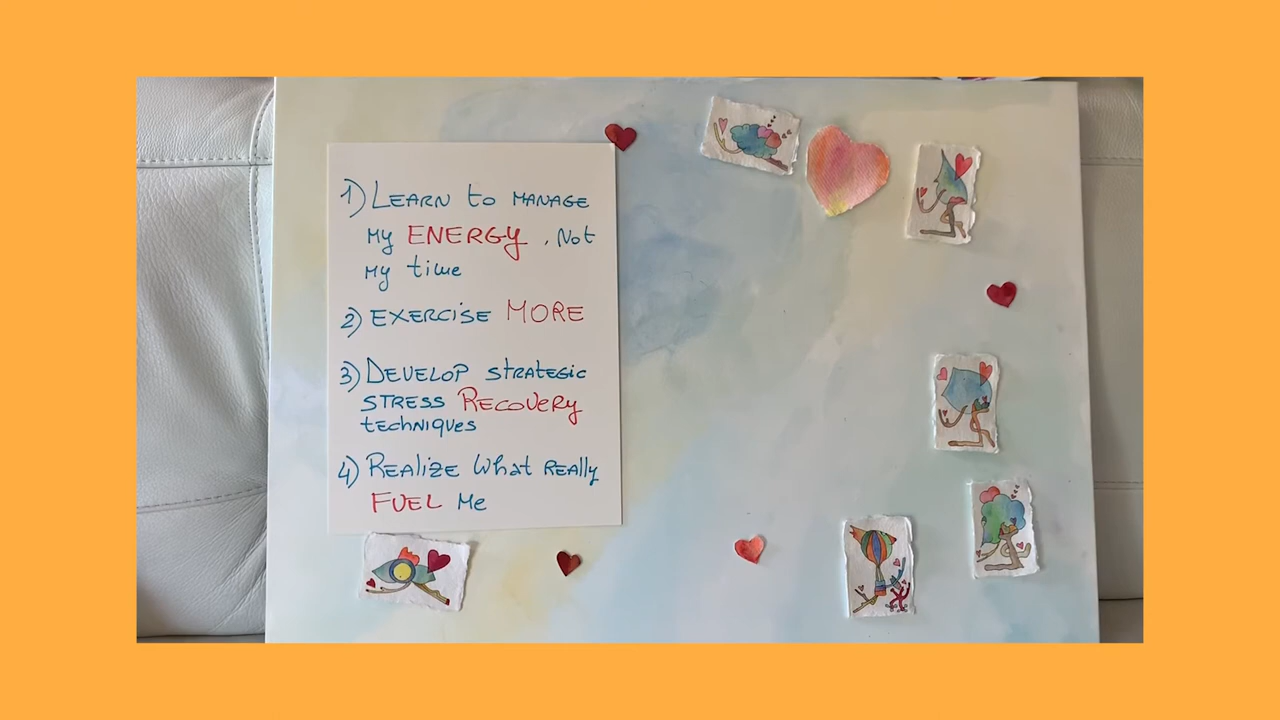 1) LEARN to MANAGE
My ENERGY, Not
My time
2) EXERCISE MORE
3) DEVELOP strategic
STRESS RECOVERY
techniques
4) REALIZE What REAlly
FUEL Me